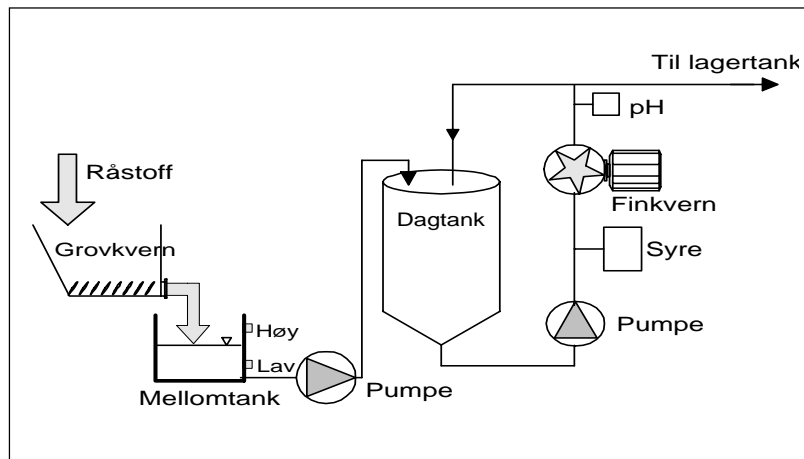 Til lagertank
pH
Råstoff
Finkvern
Dagtank
Grovkvern
Syre
Høy
Pumpe
Lav
Pumpe
Mellomtank